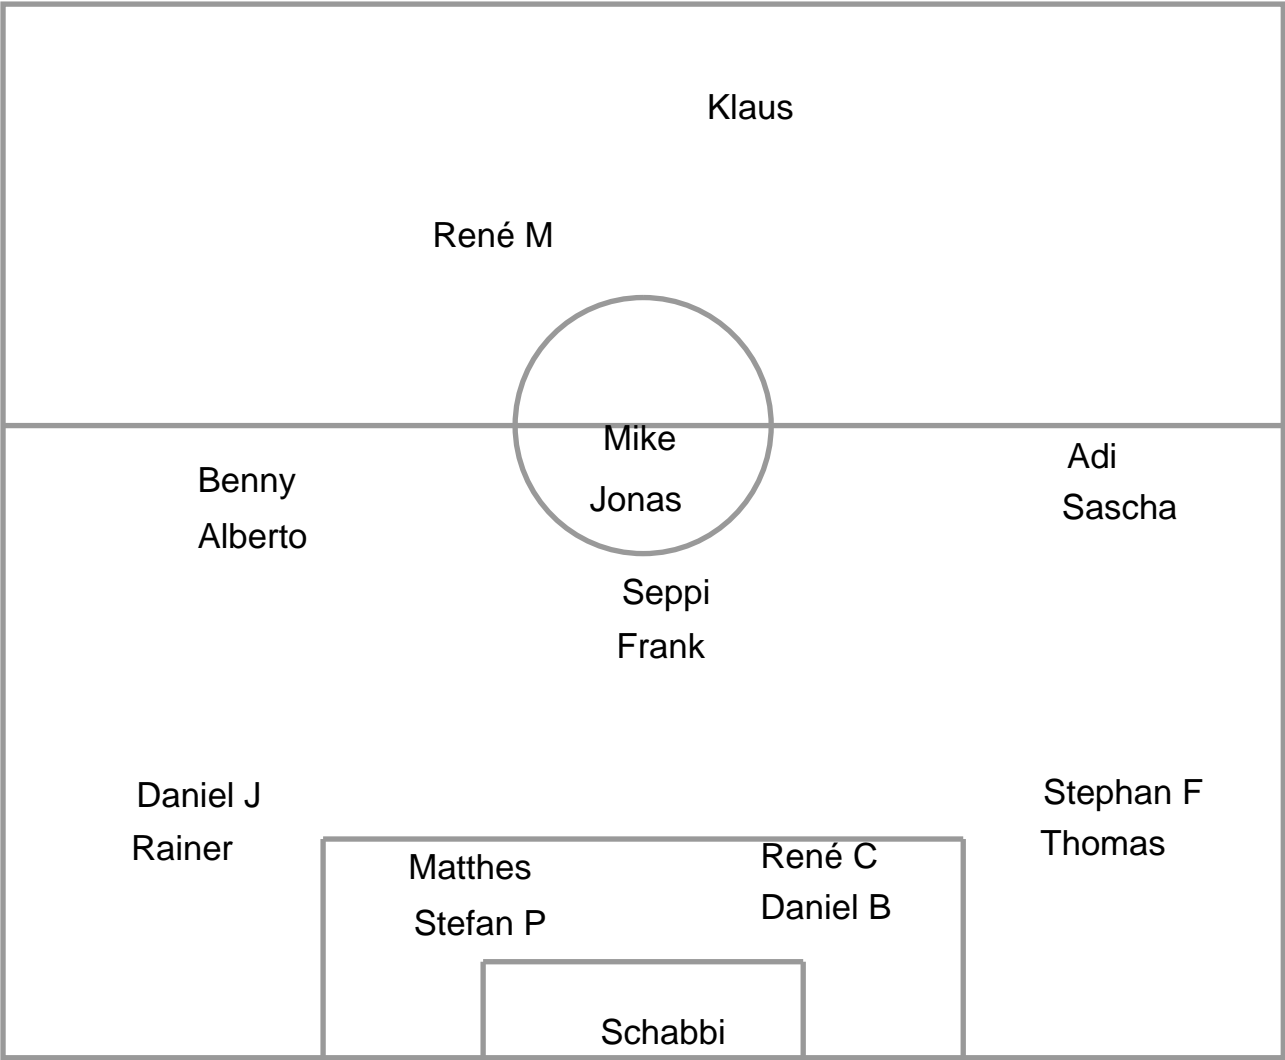 Klaus
René M
Mike
Adi
Benny
Jonas
Sascha
Alberto
Seppi
Frank
Daniel J
Stephan F
Rainer
Thomas
Matthes
René C
Stefan P
Daniel B
Schabbi